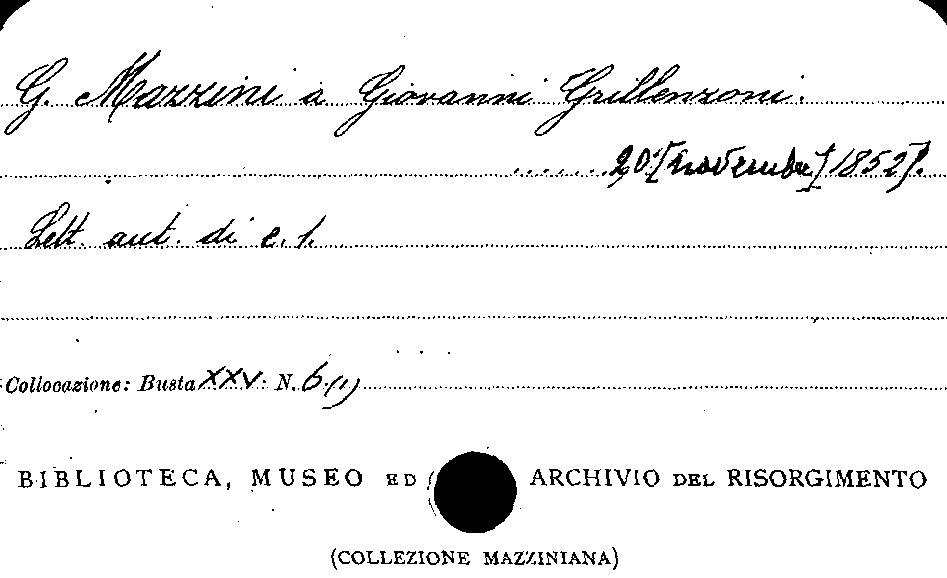 G. Mazzini a Giovanni Grillenzoni.
...... 20 [novembre] 1852].
Lett. aut. di c. 1.
Collocazione: Busta XXV. N. 6 (1)
BIBLIOTECA, MUSEO ED ARCHIVIO DEL RISORGIMENTO
(COLLEZIONE MAZZINIANA)